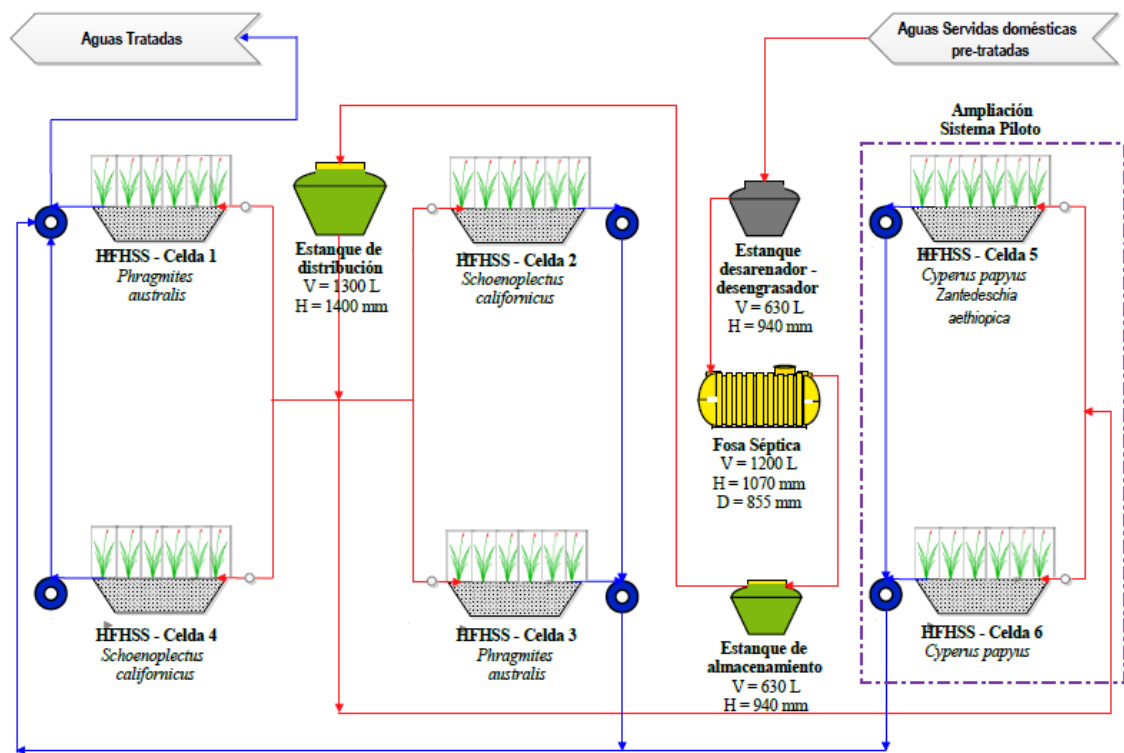 Aguas Tratadas
Aguas Servidas domésticas
pre-tratadas
Ampliación
Sistema Piloto
HFHSS - Celda 1
Phragmites
australis
Estanque de
distribución
V = 1300 L
H = 1400 mm
HFHSS - Celda 2
Schoenoplectus
californicus
Estanque
desarenador -
desengrasador
V = 630 L
H = 940 mm
HFHSS - Celda 5
Cyperus papyus
Zantedeschia
aethiopica
Fosa Séptica
V = 1200 L
H = 1070 mm
D = 855 mm
HFHSS - Celda 4
Schoenoplectus
californicus
HFHSS - Celda 3
Phragmites
australis
Estanque de
almacenamiento
V = 630 L
H = 940 mm
HFHSS - Celda 6
Cyperus papyus